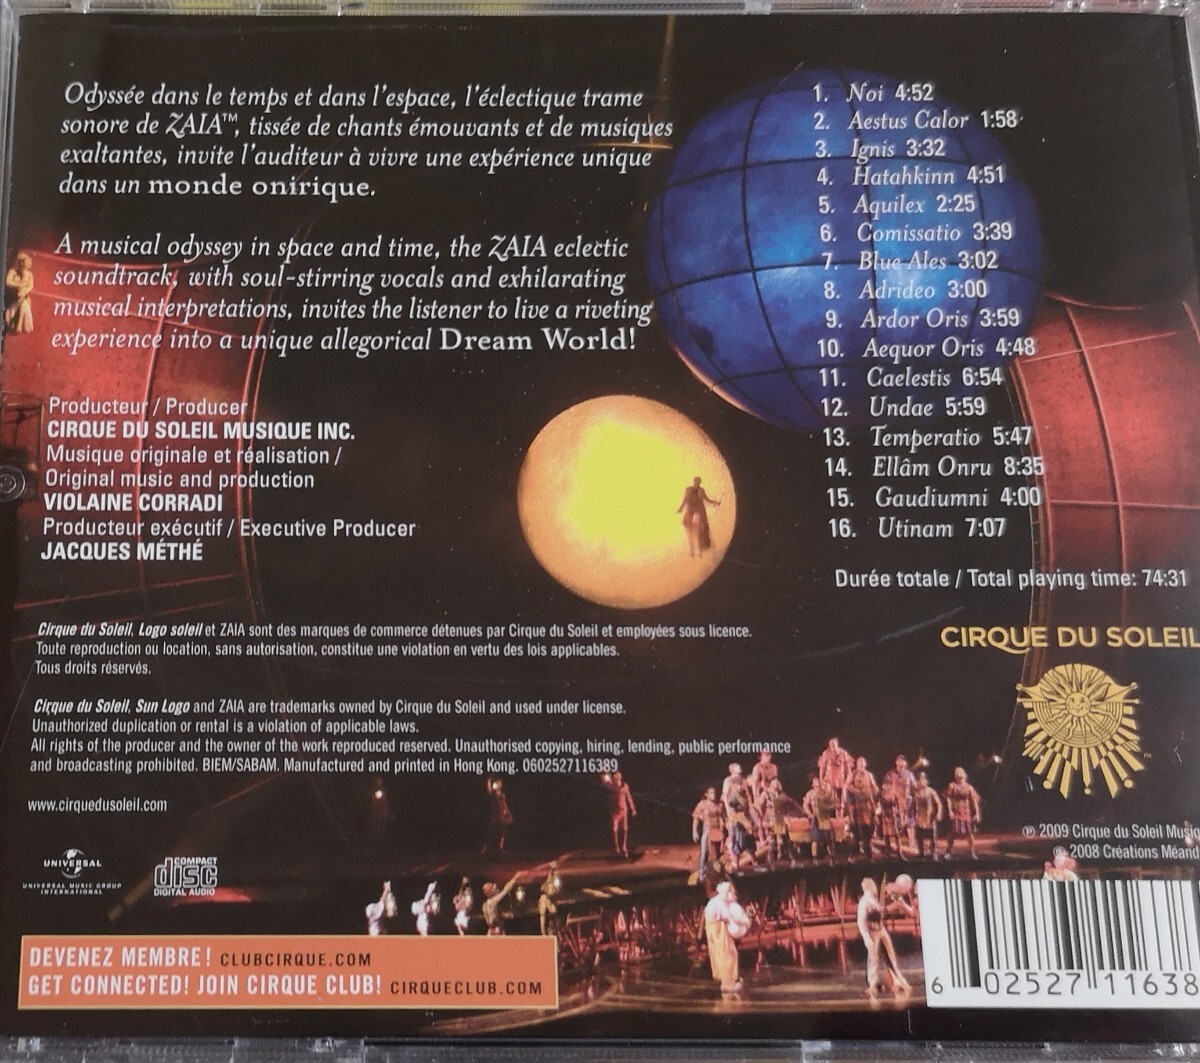 Odyssée dans le temps et dans l'espace, l'éclectique trame
sonore de ZAIA™, tissée de chants émouvants et de musiques
exaltantes, invite l'auditeur à vivre une expérience unique
dans un monde onirique.
A musical odyssey in space and time, the ZAIA eclectic
soundtrack, with soul-stirring vocals and exhilarating
musical interpretations, invites the listener to live a riveting
experience into a unique allegorical Dream World!
Producteur / Producer
CIRQUE DU SOLEIL MUSIQUE INC.
Musique originale et réalisation /
Original music and production
VIOLAINE CORRADI
Producteur exécutif / Executive Producer
JACQUES MÉTHÉ
1. Noi 4:52
2. Aestus Calor 1:58
3. Ignis 3:32
4. Hatahkinn 4:51
5. Aquilex 2:25
6. Comissatio 3:39
7. Blue Ales 3:02
8. Adrideo 3:00
9. Ardor Oris 3:59
10. Aequor Oris 4:48
11. Caelestis 6:54
12. Undae 5:59
13. Temperatio 5:47
14. Ellâm Onru 8:35
15. Gaudiumni 4:00
16. Utinam 7:07
Durée totale / Total playing time: 74:31
Cirque du Soleil, Logo soleil et ZAIA sont des marques de commerce détenues par Cirque du Soleil et employées sous licence.
Toute reproduction ou location, sans autorisation, constitue une violation en vertu des lois applicables.
Tous droits réservés.
Cirque du Soleil, Sun Logo and ZAIA are trademarks owned by Cirque du Soleil and used under license.
Unauthorized duplication or rental is a violation of applicable laws.
All rights of the producer and the owner of the work reproduced reserved. Unauthorised copying, hiring, lending, public performance
and broadcasting prohibited. BIEM/SABAM. Manufactured and printed in Hong Kong. 0602527116389
www.cirquedusoleil.com
CIRQUE DU SOLEIL
™
℗ 2009 Cirque du Soleil Musiq
© 2008 Créations Méand
UNIVERSAL
UNIVERSAL MUSIC GROUP
INTERNATIONAL
COMPACT
disc
DIGITAL AUDIO
DEVENEZ MEMBRE! CLUBCIRQUE.COM
GET CONNECTED! JOIN CIRQUE CLUB! CIRQUECLUB.COM
6 02527 11638